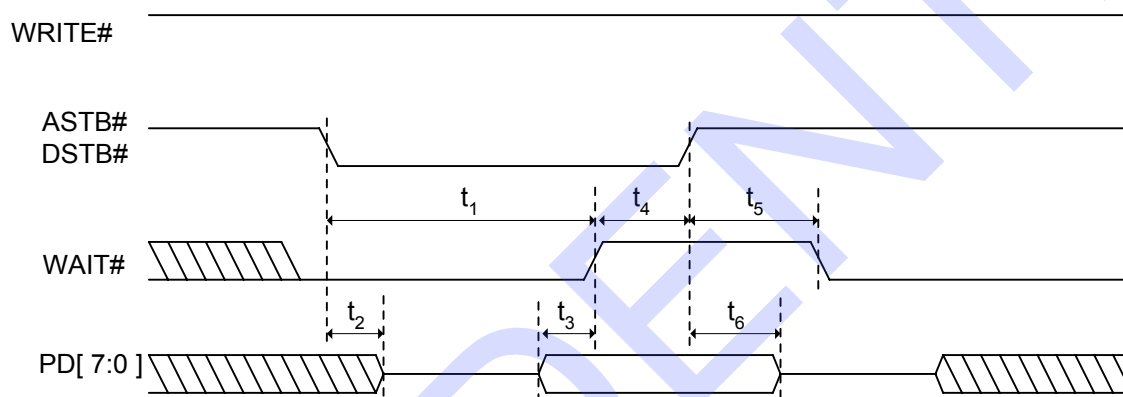 WRITE#
ASTB#
DSTB#
t1 t4 t5
WAIT#
t2 t3 t6
PD[ 7:0 ]